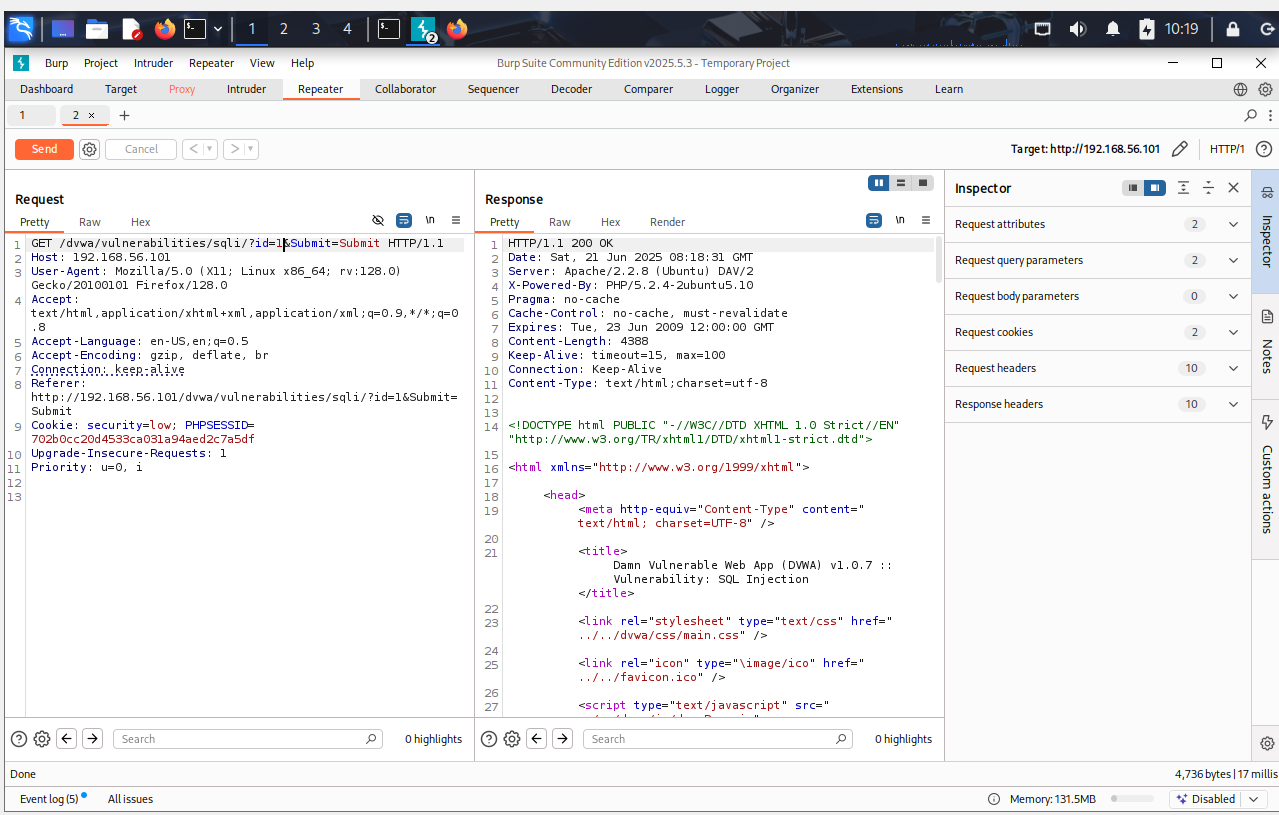 1 2 3 4 2 10:19
Burp Project Intruder Repeater View Help Burp Suite Community Edition v2025.5.3 - Temporary Project
Dashboard Target Proxy Intruder Repeater Collaborator Sequencer Decoder Comparer Logger Organizer Extensions Learn
1 2 × +
Send Cancel < > Target: http://192.168.56.101 HTTP/1
Request
Pretty Raw Hex \n
1 GET /dvwa/vulnerabilities/sqli/?id=1&Submit=Submit HTTP/1.1
2 Host: 192.168.56.101
3 User-Agent: Mozilla/5.0 (X11; Linux x86_64; rv:128.0)
Gecko/20100101 Firefox/128.0
4 Accept:
text/html,application/xhtml+xml,application/xml;q=0.9,*/*;q=0
.8
5 Accept-Language: en-US,en;q=0.5
6 Accept-Encoding: gzip, deflate, br
7 Connection: keep-alive
8 Referer:
http://192.168.56.101/dvwa/vulnerabilities/sqli/?id=1&Submit=
Submit
9 Cookie: security=low; PHPSESSID=
702b0cc20d4533ca031a94aed2c7a5df
10 Upgrade-Insecure-Requests: 1
11 Priority: u=0, i
12
13
Search 0 highlights
Response
Pretty Raw Hex Render \n
1 HTTP/1.1 200 OK
2 Date: Sat, 21 Jun 2025 08:18:31 GMT
3 Server: Apache/2.2.8 (Ubuntu) DAV/2
4 X-Powered-By: PHP/5.2.4-2ubuntu5.10
5 Pragma: no-cache
6 Cache-Control: no-cache, must-revalidate
7 Expires: Tue, 23 Jun 2009 12:00:00 GMT
8 Content-Length: 4388
9 Keep-Alive: timeout=15, max=100
10 Connection: Keep-Alive
11 Content-Type: text/html;charset=utf-8
12
13
14 <!DOCTYPE html PUBLIC "-//W3C//DTD XHTML 1.0 Strict//EN"
"http://www.w3.org/TR/xhtml1/DTD/xhtml1-strict.dtd">
15
16 <html xmlns="http://www.w3.org/1999/xhtml">
17
18 <head>
19 <meta http-equiv="Content-Type" content="
text/html; charset=UTF-8" />
20
21 <title>
Damn Vulnerable Web App (DVWA) v1.0.7 ::
Vulnerability: SQL Injection
</title>
22
23 <link rel="stylesheet" type="text/css" href="
../../dvwa/css/main.css" />
24
25 <link rel="icon" type="\image/ico" href="
../../favicon.ico" />
26
27 <script type="text/javascript" src="
Search 0 highlights
Inspector
Request attributes 2
Request query parameters 2
Request body parameters 0
Request cookies 2
Request headers 10
Response headers 10
Inspector
Notes
Custom actions
Done 4,736 bytes | 17 millis
Event log (5) All issues Memory: 131.5MB Disabled